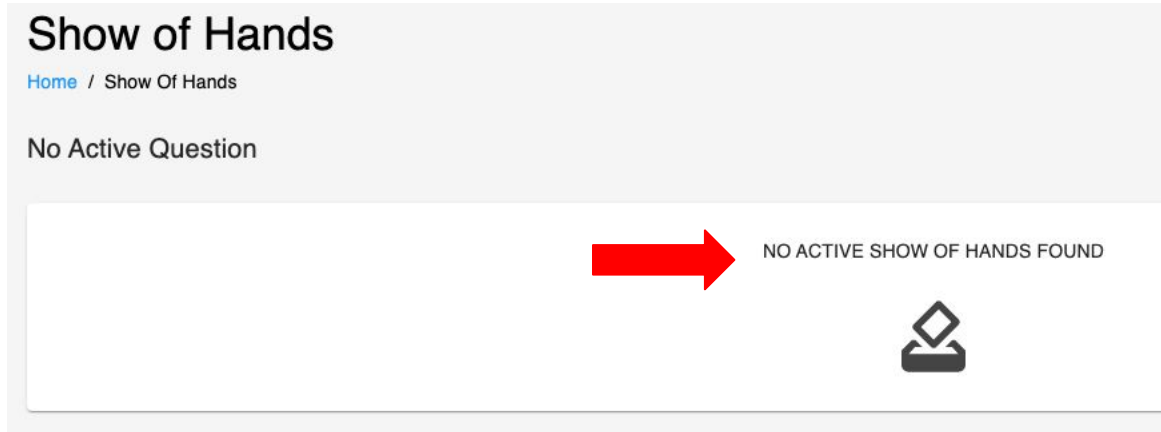 Show of Hands
Home / Show Of Hands
No Active Question
NO ACTIVE SHOW OF HANDS FOUND